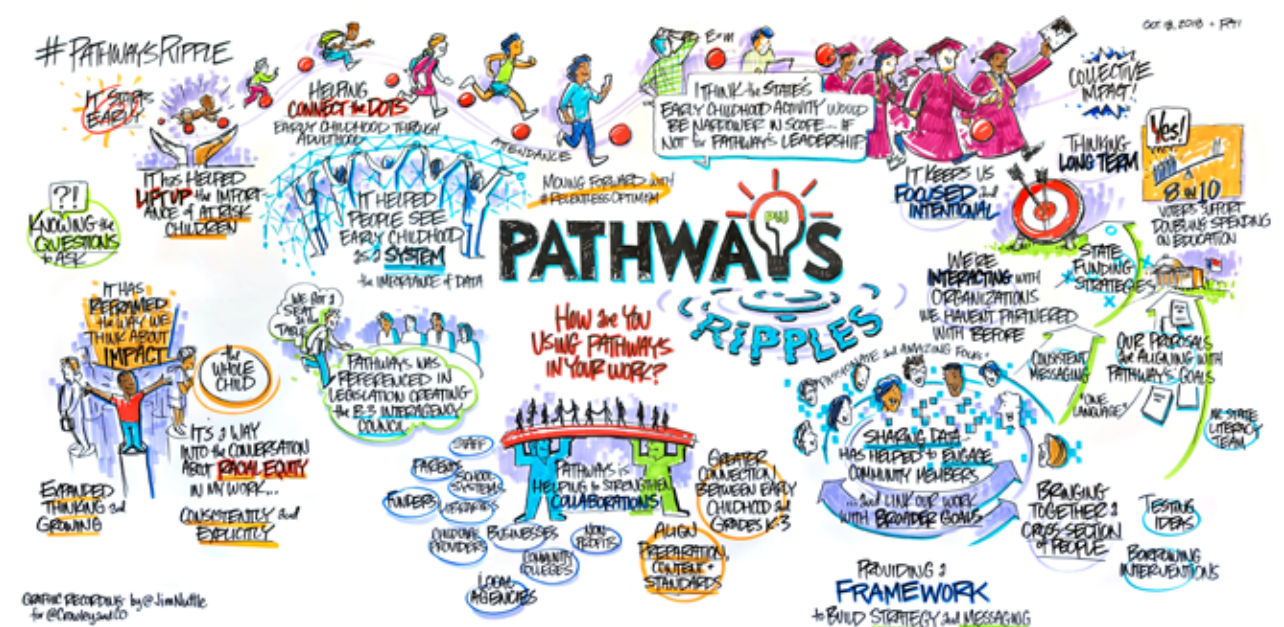 #PATHWAYSRIPPLE
OCT. 18, 2018
IT STARTS
EARLY
HELPING
CONNECT the DOTS
EARLY CHILDHOOD THROUGH
ADULTHOOD
ATTENDANCE
I THINK the STATE'S
EARLY CHILDHOOD ACTIVITY WOULD
BE NARROWER IN SCOPE... IF
NOT for PATHWAY'S LEADERSHIP
COLLECTIVE
IMPACT!
THINKING
LONG TERM
Yes!
8 IN 10
VOTERS SUPPORT
DOUBLING SPENDING
ON EDUCATION
IT HAS HELPED
LIFT UP the IMPORT-
ANCE of AT RISK
CHILDREN
?!
KNOWING the
QUESTIONS
to ASK
IT HELPED
PEOPLE SEE
EARLY CHILDHOOD
as a SYSTEM
the IMPORTANCE of DATA
MOVING FORWARD WITH
#RELENTLESSOPTIMISM
IT KEEPS US
FOCUSED and
INTENTIONAL
PATHWAYS
RIPPLES
WE'RE
INTERACTING WITH
ORGANIZATIONS
WE HAVEN'T PARTNERED
WITH BEFORE
STATE
FUNDING
STRATEGIES
IT HAS
REFRAMED
the WAY WE
THINK ABOUT
IMPACT
the
WHOLE
CHILD
WE GOT a
SEAT
at the
TABLE
PATHWAYS WAS
REFERENCED IN
LEGISLATION CREATING
the B-3 INTERAGENCY
COUNCIL
HOW are YOU
USING PATHWAYS
IN YOUR WORK?
PASSIONATE and AMAZING FOLKS
CONSISTENT
MESSAGING
"ONE
LANGUAGE"
OUR PROPOSALS
are ALIGNING WITH
PATHWAYS' GOALS
NC STATE
LITERACY
TEAM
IT'S a WAY
INTO the CONVERSATION
ABOUT RACIAL EQUITY
IN MY WORK...
CONSISTENTLY and
EXPLICITLY
EXPANDED
THINKING and
GROWING
PATHWAYS IS
HELPING to STRENGTHEN
COLLABORATIONS
STAFF
PARENTS
SCHOOL
SYSTEMS
FUNDERS
LIBRARIES
CHILDCARE
PROVIDERS
BUSINESSES
NON
PROFITS
COMMUNITY
COLLEGES
LOCAL
AGENCIES
GREATER
CONNECTION
BETWEEN EARLY
CHILDHOOD and
GRADES K-3
ALIGN
PREPARATION,
CONTENT +
STANDARDS
SHARING DATA...
HAS HELPED to ENGAGE
COMMUNITY MEMBERS
...and LINK OUR WORK
WITH BROADER GOALS
BRINGING
TOGETHER a
CROSS SECTION
of PEOPLE
TESTING
IDEAS
BORROWING
INTERVENTIONS
PROVIDING a
FRAMEWORK
to BUILD STRATEGY and MESSAGING
GRAPHIC RECORDING by @JimNuttle
for @CrowleyandCO